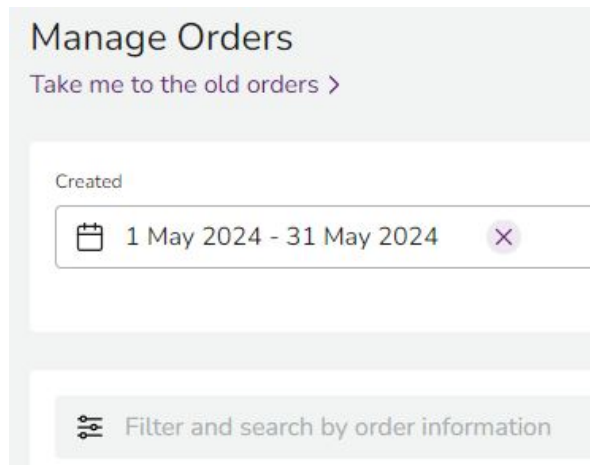 Manage Orders
Take me to the old orders >
Created
1 May 2024 - 31 May 2024
Filter and search by order information